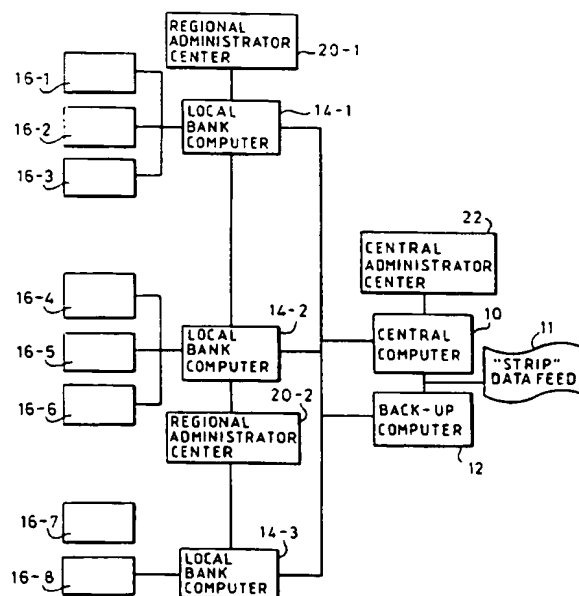 REGIONAL
ADMINISTRATOR
CENTER
20-1
16-1
16-2
16-3
LOCAL
BANK
COMPUTER
14-1
22
CENTRAL
ADMINISTRATOR
CENTER
16-4
16-5
16-6
LOCAL
BANK
COMPUTER
14-2
10
CENTRAL
COMPUTER
11
"STRIP"
DATA FEED
BACK-UP
COMPUTER
12
20-2
REGIONAL
ADMINISTRATOR
CENTER
16-7
16-8
14-3
LOCAL
BANK
COMPUTER